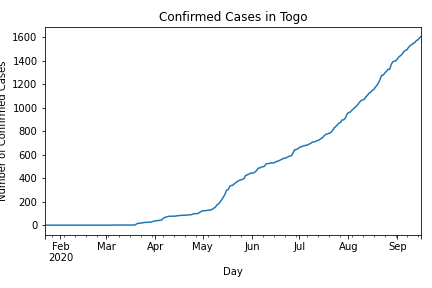 Confirmed Cases in Togo
Number of Confirmed Cases
1600
1400
1200
1000
800
600
400
200
0
Feb Mar Apr May Jun Jul Aug Sep
2020
Day